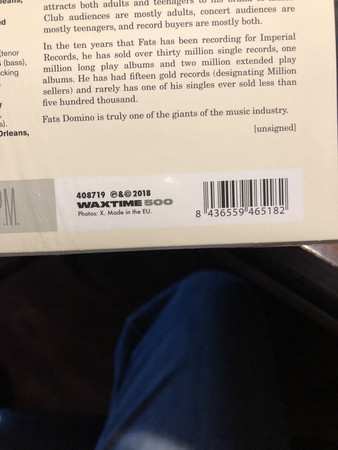 attracts both adults and teenagers to his
Club audiences are mostly adults, concert audiences are
mostly teenagers, and record buyers are mostly both.
In the ten years that Fats has been recording for Imperial
Records, he has sold over thirty million single records, one
million long play albums and two million extended play
albums. He has had fifteen gold records (designating Million
sellers) and rarely has one of his singles ever sold less than
five hundred thousand.
Fats Domino is truly one of the giants of the music industry.
[unsigned]
(tenor
(bass),
cking
Orleans,
P.M.
408719 ℗&© 2018
WAXTIME 500
Photos: X. Made in the EU.
8 436559 465182